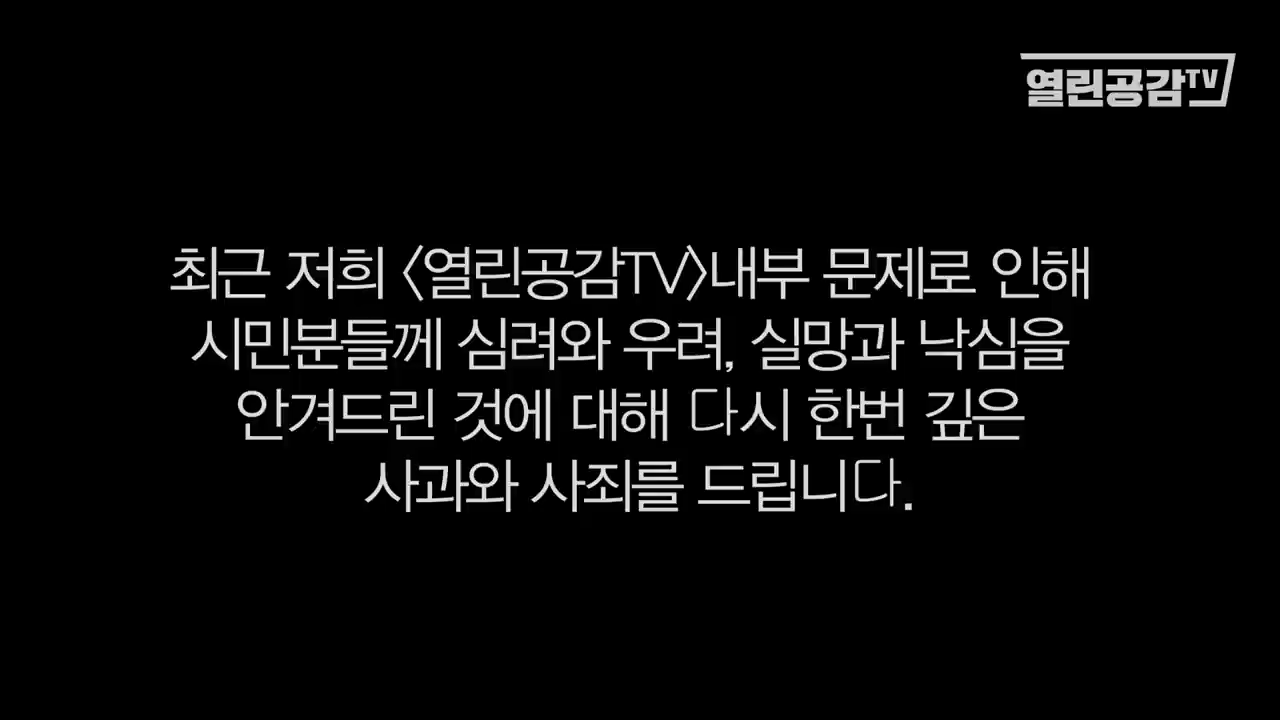 열린공감TV
최근 저희 <열린공감TV>내부 문제로 인해
시민분들께 심려와 우려, 실망과 낙심을
안겨드린 것에 대해 다시 한번 깊은
사과와 사죄를 드립니다.